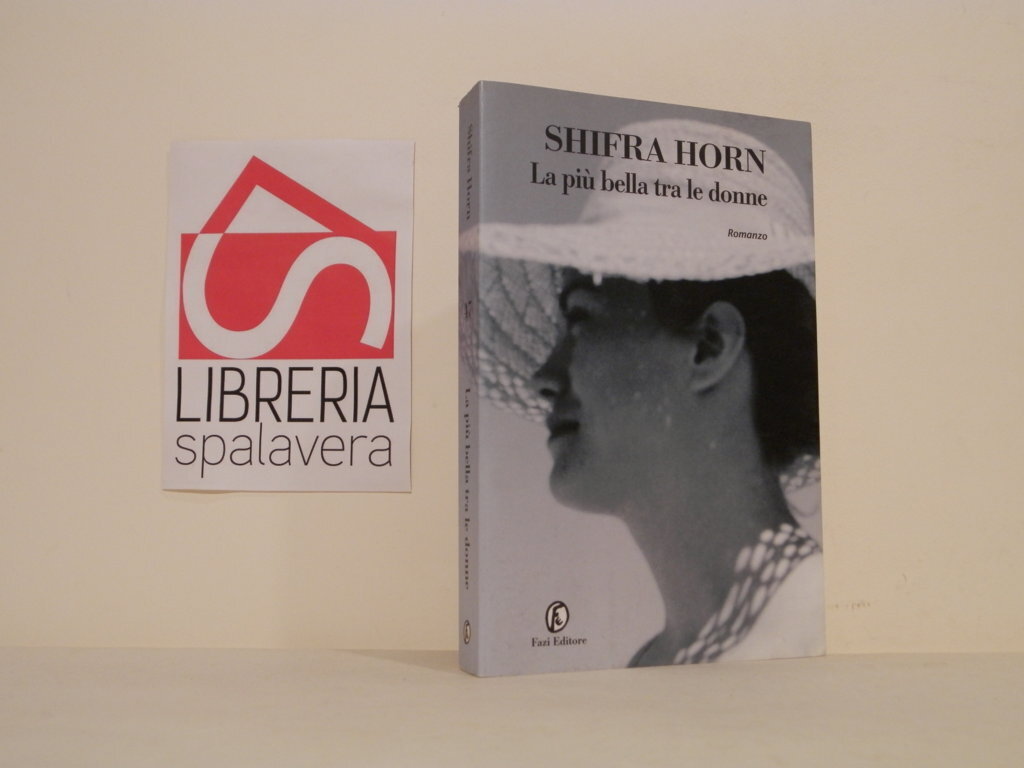 LIBRERIA
spalavera
Shifra Horn
La più bella tra le donne
SHIFRA HORN
La più bella tra le donne
Romanzo
Fazi Editore